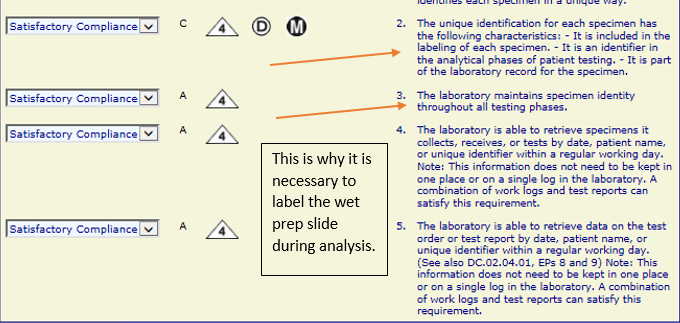 identifies each specimen in a unique way.
Satisfactory Compliance C 4 D M 2. The unique identification for each specimen has
the following characteristics: - It is included in the
labeling of each specimen. - It is an identifier in
the analytical phases of patient testing. - It is part
of the laboratory record for the specimen.
Satisfactory Compliance A 4 3. The laboratory maintains specimen identity
throughout all testing phases.
Satisfactory Compliance A 4 4. The laboratory is able to retrieve specimens it
collects, receives, or tests by date, patient name,
or unique identifier within a regular working day.
Note: This information does not need to be kept in
one place or on a single log in the laboratory. A
combination of work logs and test reports can
satisfy this requirement.
This is why it is
necessary to
label the wet
prep slide
during analysis.
Satisfactory Compliance A 4 5. The laboratory is able to retrieve data on the test
order or test report by date, patient name, or
unique identifier within a regular working day.
(See also DC.02.04.01, EPs 8 and 9) Note: This
information does not need to be kept in one place
or on a single log in the laboratory. A combination
of work logs and test reports can satisfy this
requirement.